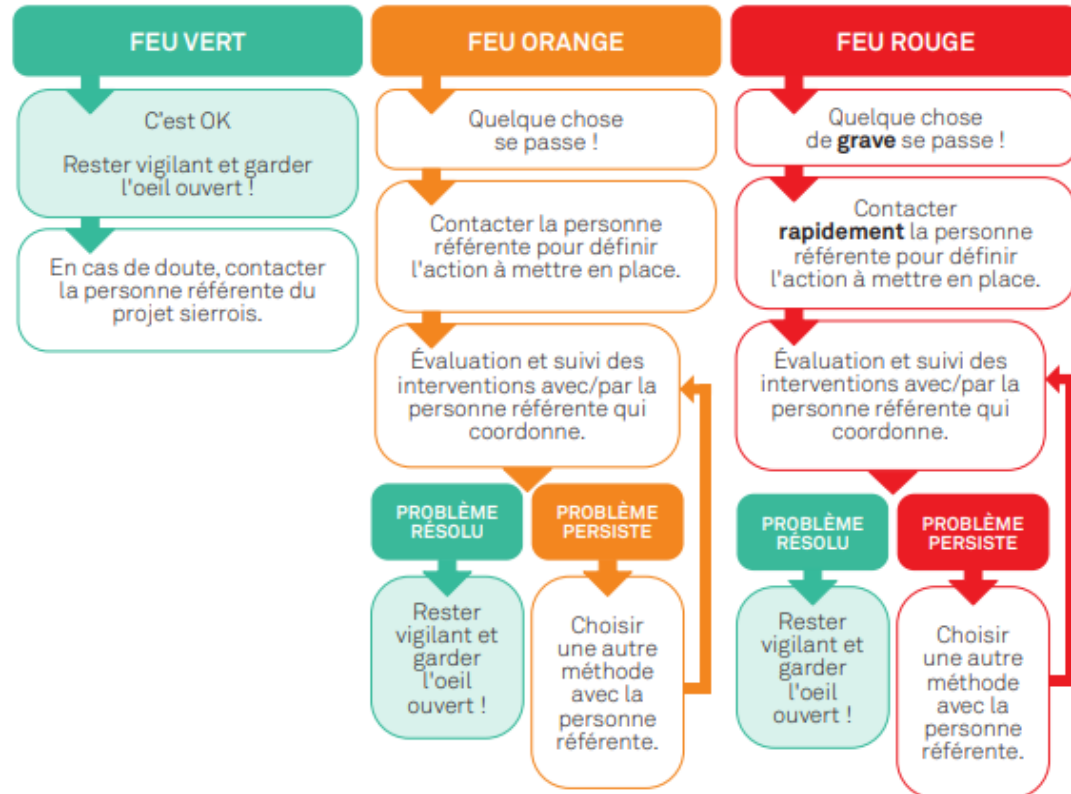 FEU VERT
C'est OK
Rester vigilant et garder
l'oeil ouvert !
En cas de doute, contacter
la personne référente du
projet sierrois.
FEU ORANGE
Quelque chose
se passe !
Contacter la personne
référente pour définir
l'action à mettre en place.
Évaluation et suivi des
interventions avec/par la
personne référente qui
coordonne.
PROBLÈME
RÉSOLU
Rester
vigilant et
garder
l'oeil
ouvert !
PROBLÈME
PERSISTE
Choisir
une autre
méthode
avec la
personne
référente.
FEU ROUGE
Quelque chose
de grave se passe !
Contacter
rapidement la personne
référente pour définir
l'action à mettre en place.
Évaluation et suivi des
interventions avec/par la
personne référente qui
coordonne.
PROBLÈME
RÉSOLU
Rester
vigilant et
garder
l'oeil
ouvert !
PROBLÈME
PERSISTE
Choisir
une autre
méthode
avec la
personne
référente.